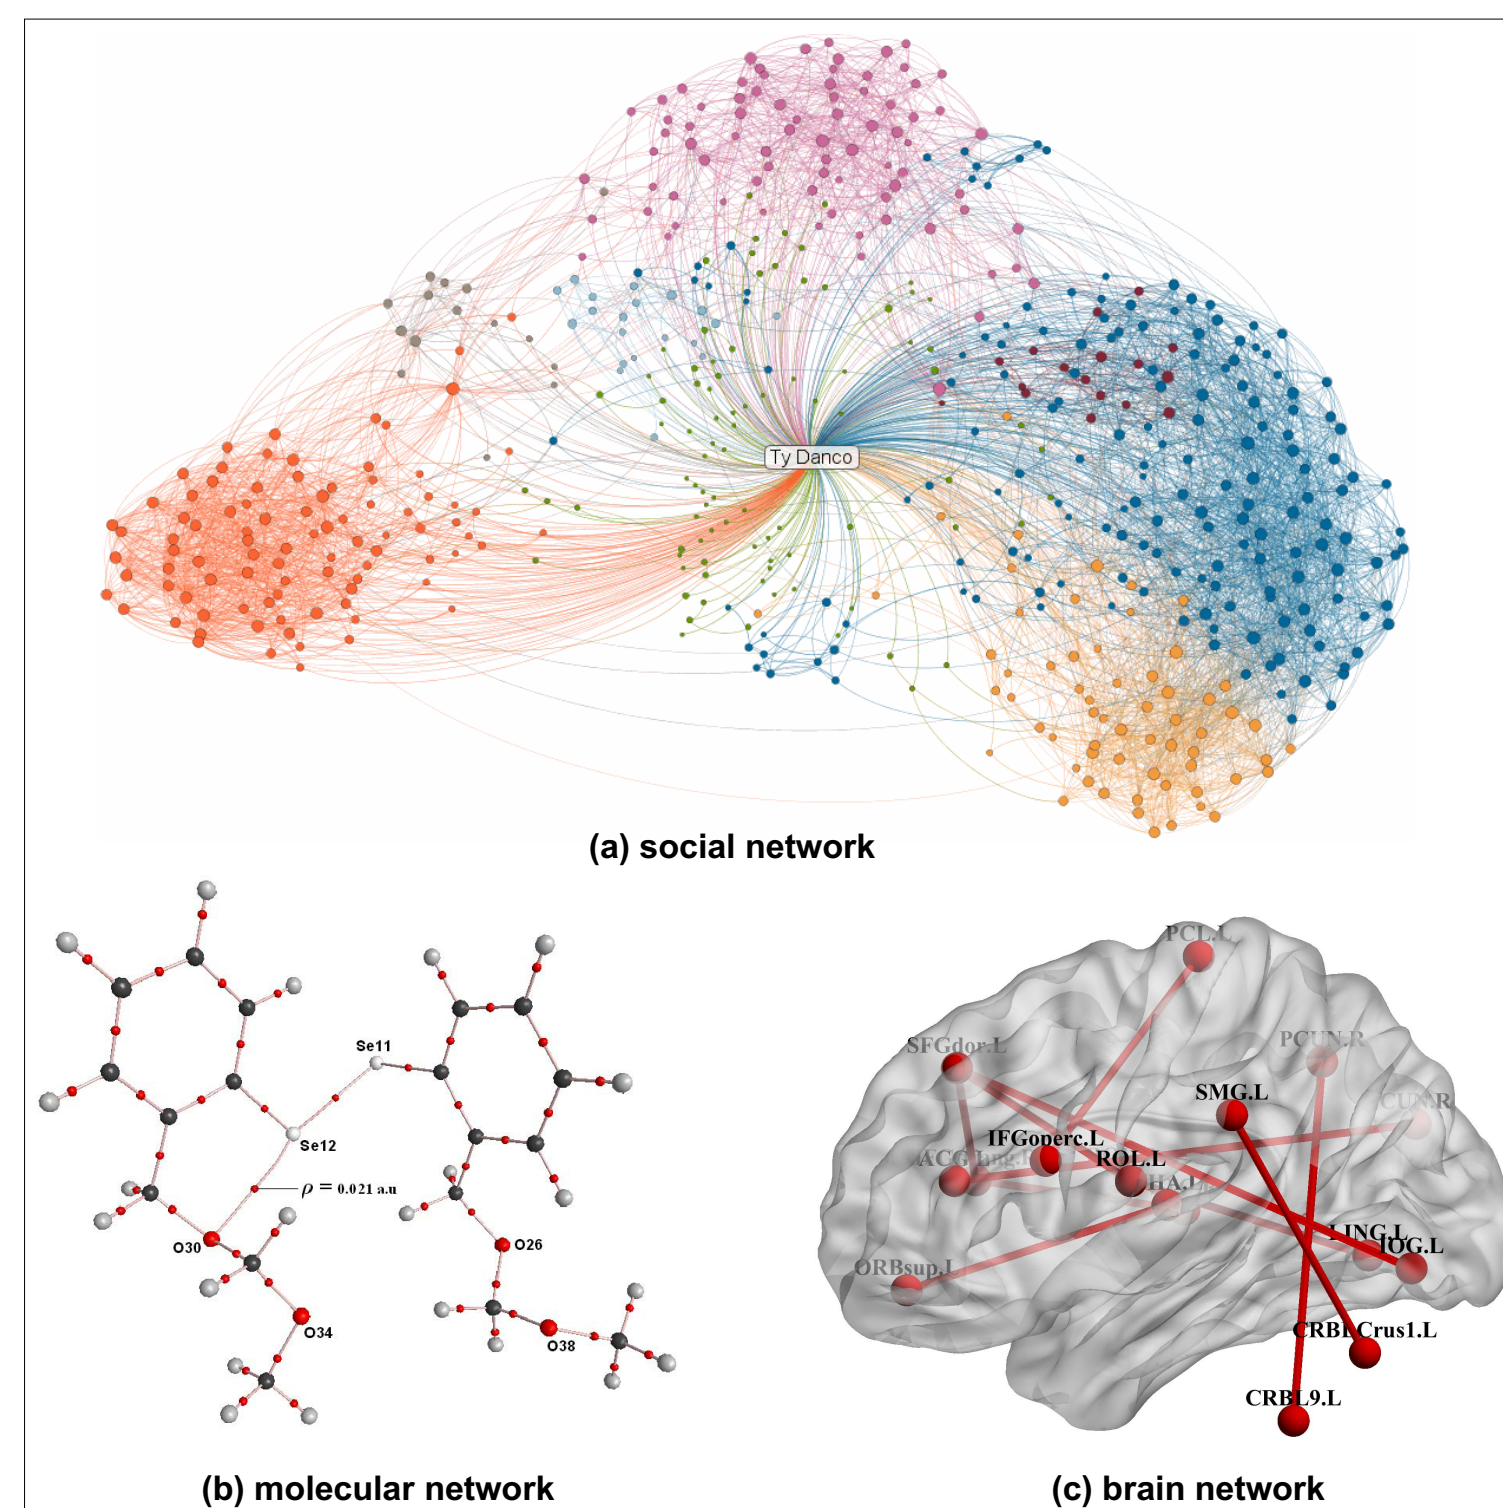 Ty Danco
(a) social network
Se11
Se12
ρ = 0.021 a.u
O30
O26
O34
O38
(b) molecular network
PCL.L
SFGdor.L
PCUN.R
SMG.L
CUN.R
IFGoperc.L
ACG.L
ROL.L
LING.L
IOG.L
ORBsup.L
CRBLCrus1.L
CRBL9.L
(c) brain network